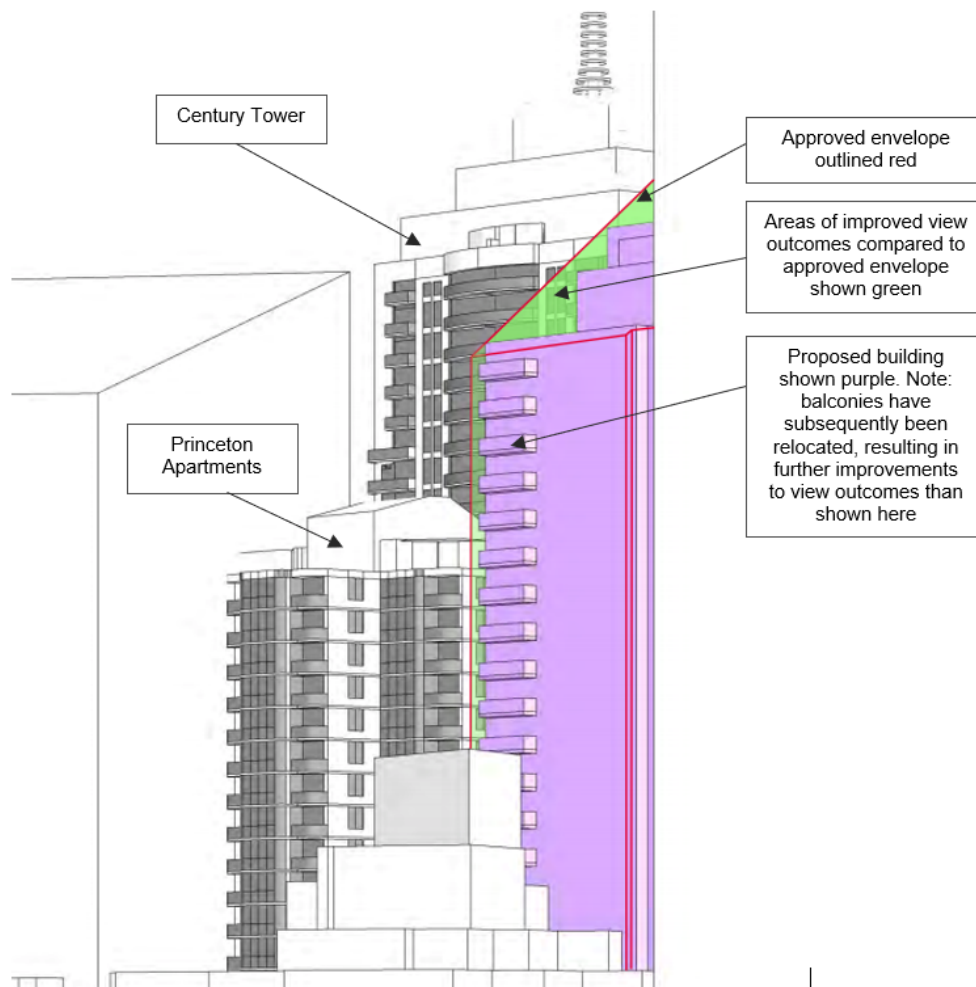 Century Tower
Approved envelope
outlined red
Areas of improved view
outcomes compared to
approved envelope
shown green
Proposed building
shown purple. Note:
balconies have
subsequently been
relocated, resulting in
further improvements
to view outcomes than
shown here
Princeton
Apartments